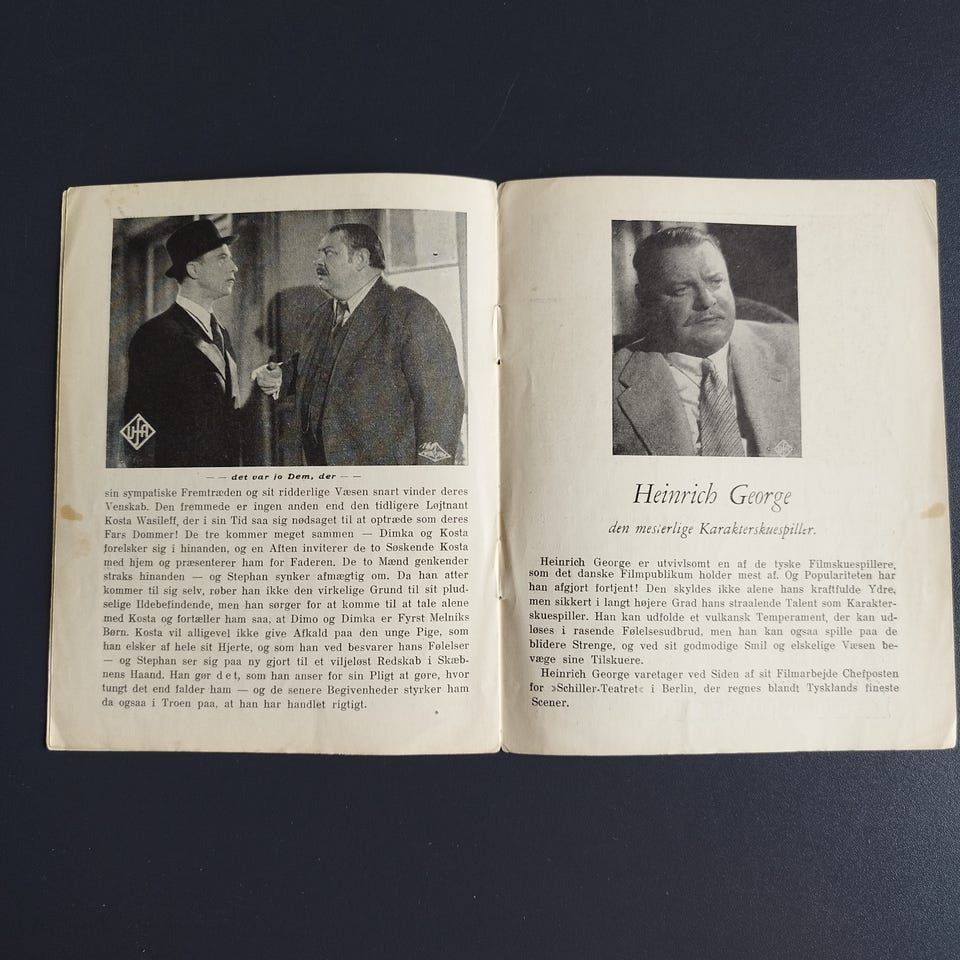 UFA
— — det var jo Dem, der — —
sin sympatiske Fremtræden og sit ridderlige Væsen snart vinder deres
Venskab. Den fremmede er ingen anden end den tidligere Løjtnant
Kosta Wasileff, der i sin Tid saa sig nødsaget til at optræde som deres
Fars Dommer! De tre kommer meget sammen — Dimka og Kosta
forelsker sig i hinanden, og en Aften inviterer de to Søskende Kosta
med hjem og præsenterer ham for Faderen. De to Mænd genkender
straks hinanden — og Stephan synker afmægtig om. Da han atter
kommer til sig selv, røber han ikke den virkelige Grund til sit plud-
selige Ildebefindende, men han sørger for at komme til at tale alene
med Kosta og fortæller ham saa, at Dimo og Dimka er Fyrst Melniks
Børn. Kosta vil alligevel ikke give Afkald paa den unge Pige, som
han elsker af hele sit Hjerte, og som han ved besvarer hans Følelser
— og Stephan ser sig paa ny gjort til et viljeløst Redskab i Skæb-
nens Haand. Han gør det, som han anser for sin Pligt at gøre, hvor
tungt det end falder ham — og de senere Begivenheder styrker ham
da ogsaa i Troen paa, at han har handlet rigtigt.
Heinrich George
den mesterlige Karakterskuespiller.
Heinrich George er utvivlsomt en af de tyske Filmskuespillere,
som det danske Filmpublikum holder mest af. Og Populariteten har
han afgjort fortjent! Den skyldes ikke alene hans kraftfulde Ydre,
men sikkert i langt højere Grad hans straalende Talent som Karakter-
skuespiller. Han kan udfolde et vulkansk Temperament, der kan ud-
løses i rasende Følelsesudbrud, men han kan ogsaa spille paa de
blidere Strenge, og ved sit godmodige Smil og elskelige Væsen be-
væge sine Tilskuere.
Heinrich George varetager ved Siden af sit Filmarbejde Chefposten
for »Schiller-Teatret« i Berlin, der regnes blandt Tysklands fineste
Scener.